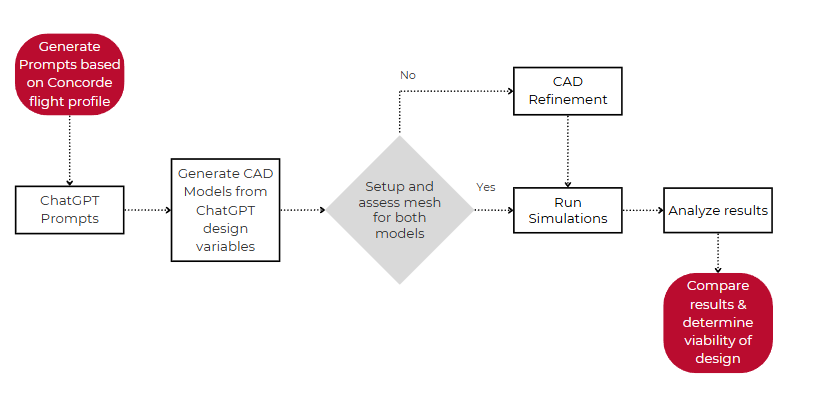 Generate
Prompts based
on Concorde
flight profile
ChatGPT
Prompts
Generate CAD
Models from
ChatGPT
design
variables
Setup and
assess mesh
for both
models
No
CAD
Refinement
Yes
Run
Simulations
Analyze results
Compare
results &
determine
viability of
design